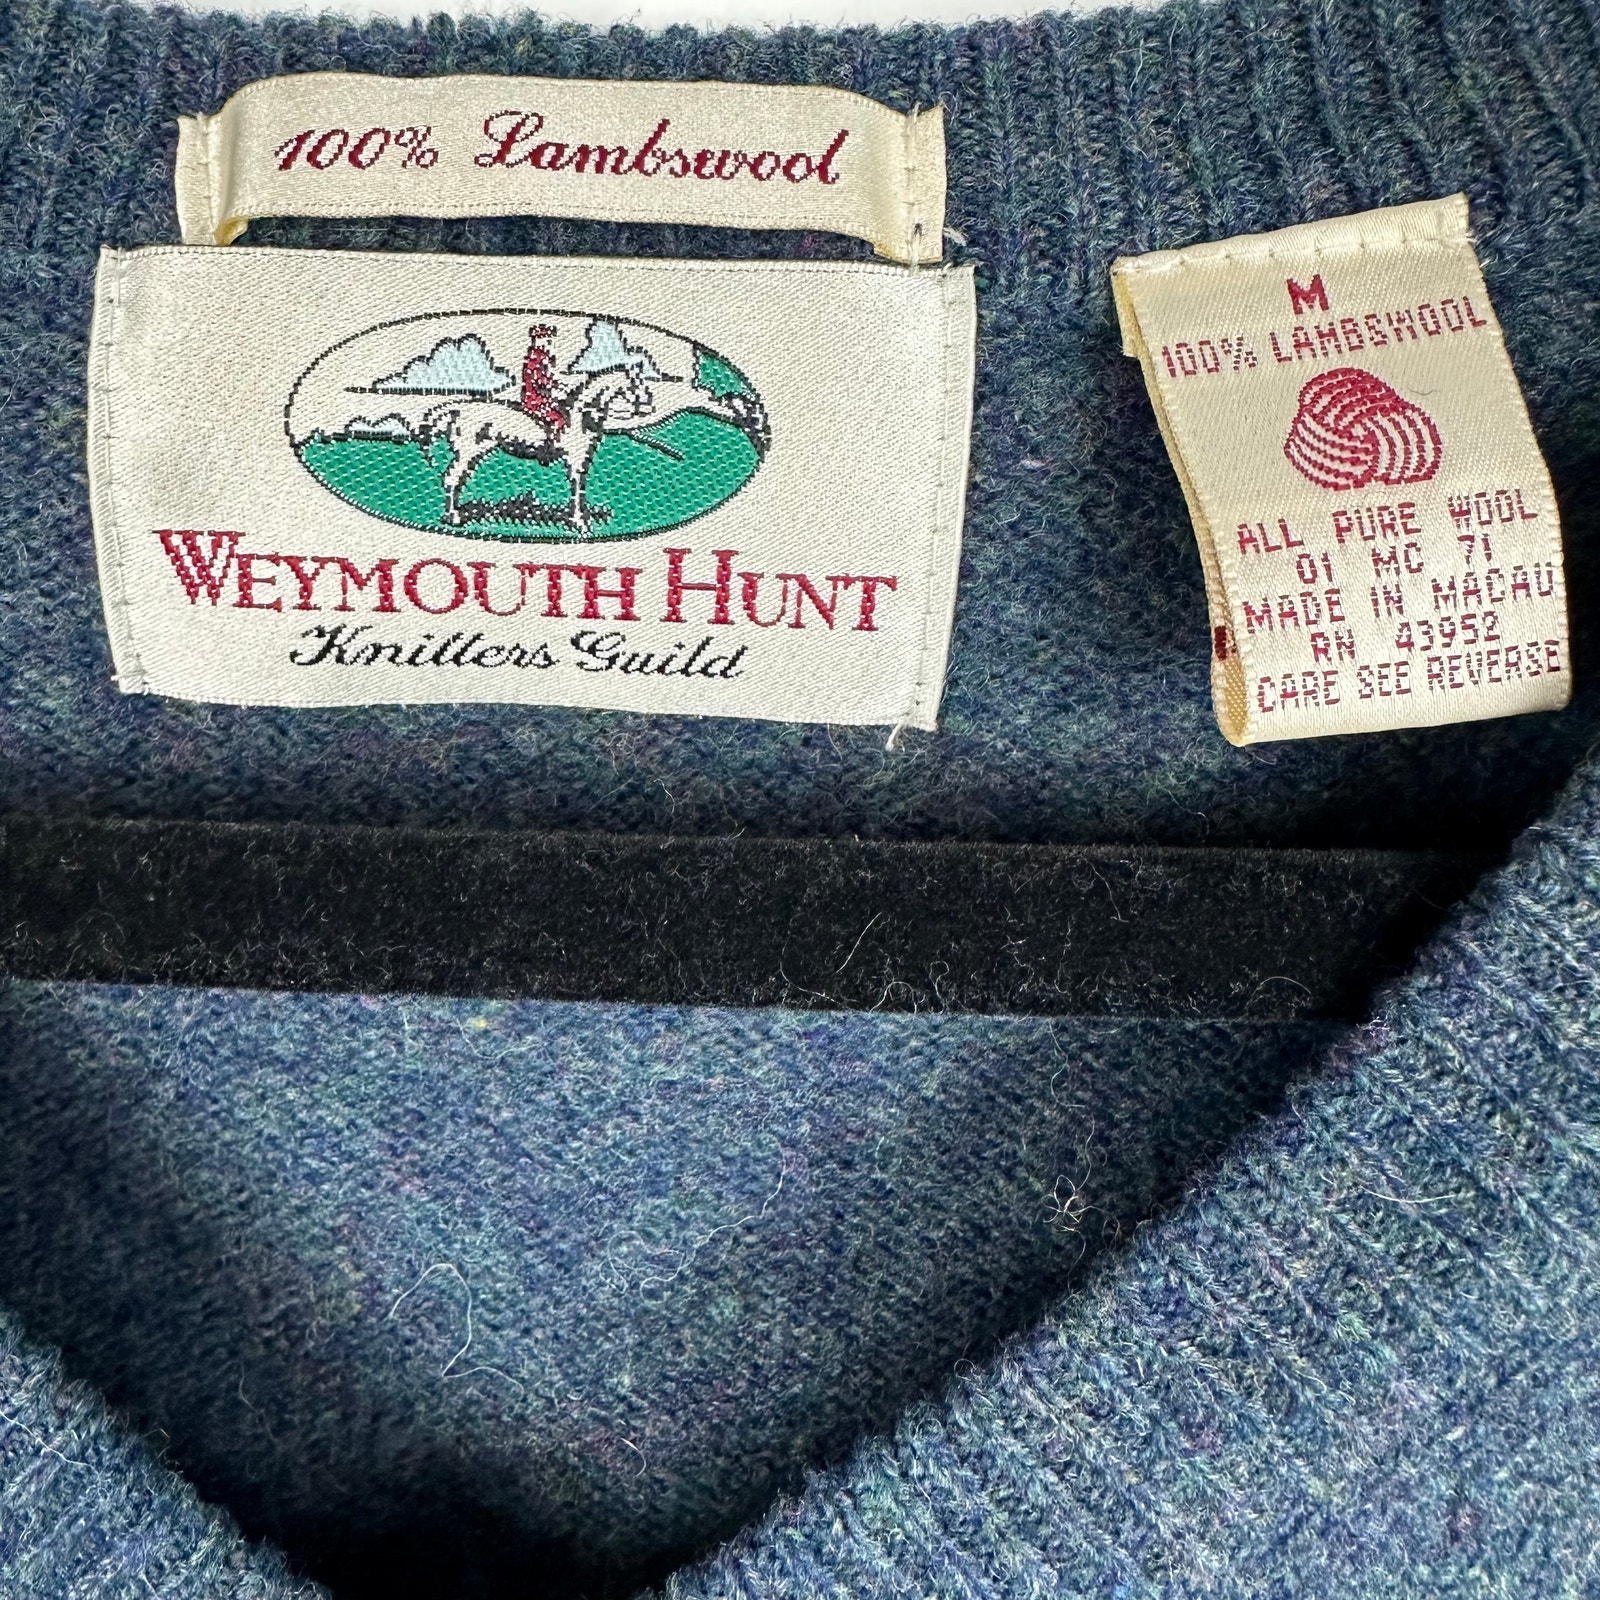 100% Lambswool
WEYMOUTH HUNT
Knitters Guild
M
100% LAMBSWOOL
ALL PURE WOOL
01 MC 71
MADE IN MACAU
RN 43952
CARE SEE REVERSE